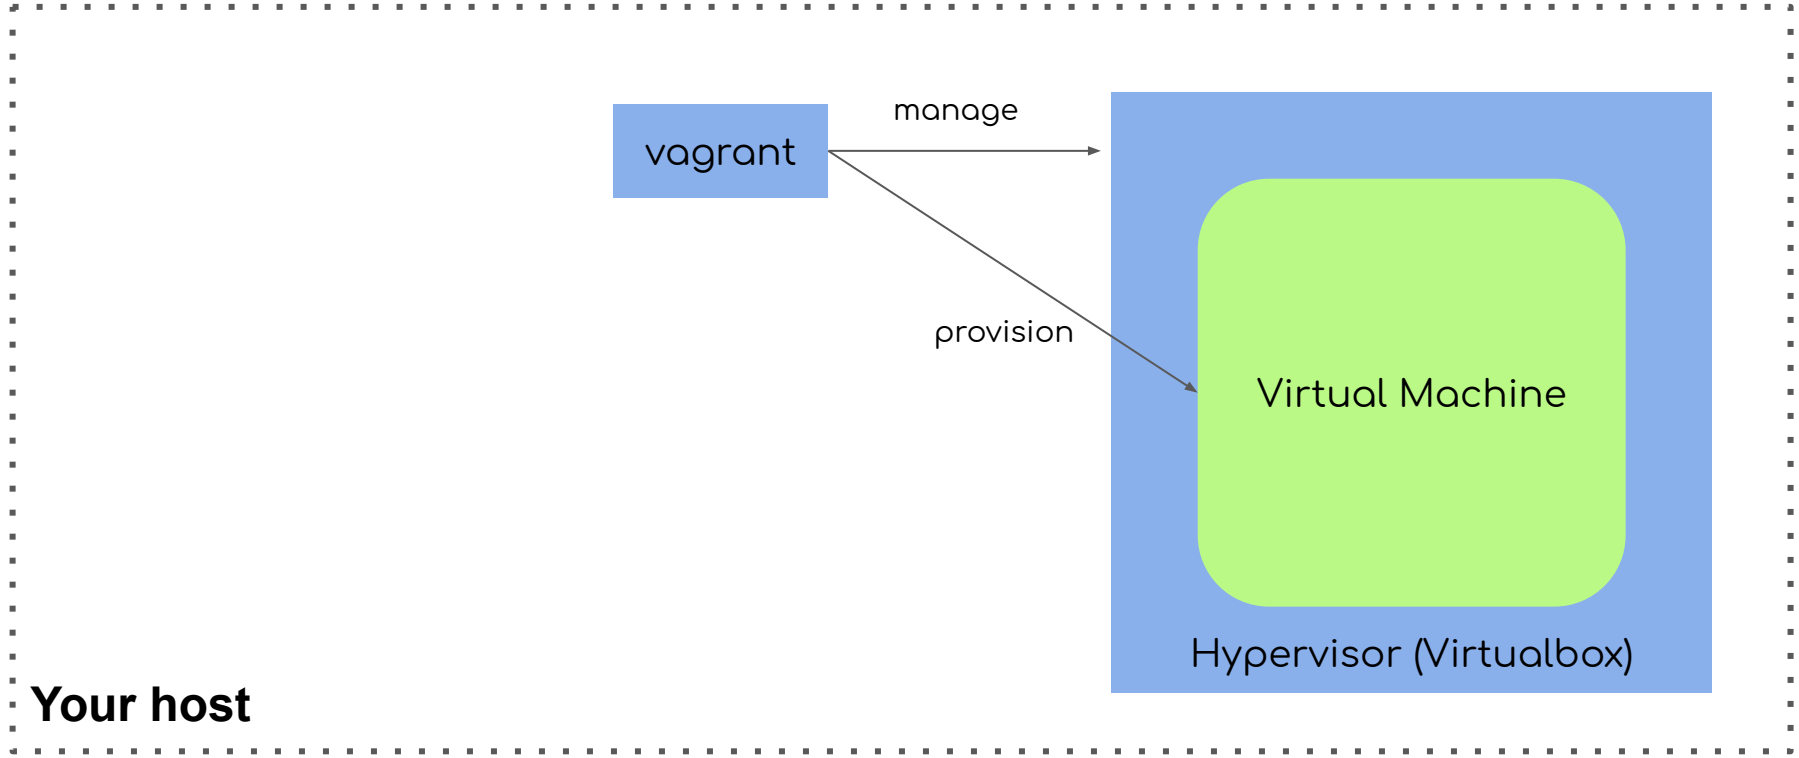 manage
vagrant
provision
Virtual Machine
Hypervisor (Virtualbox)
Your host